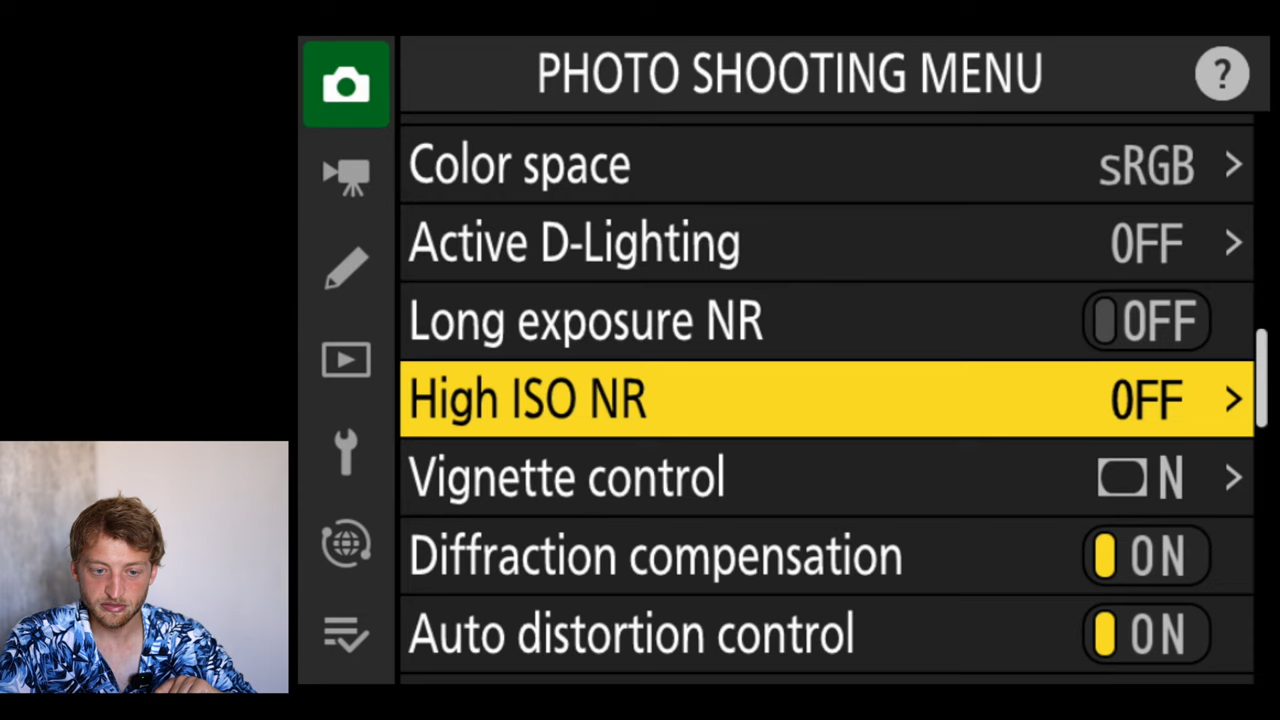 PHOTO SHOOTING MENU ?
Color space sRGB >
Active D-Lighting OFF >
Long exposure NR OFF
High ISO NR OFF >
Vignette control N >
Diffraction compensation ON
Auto distortion control ON